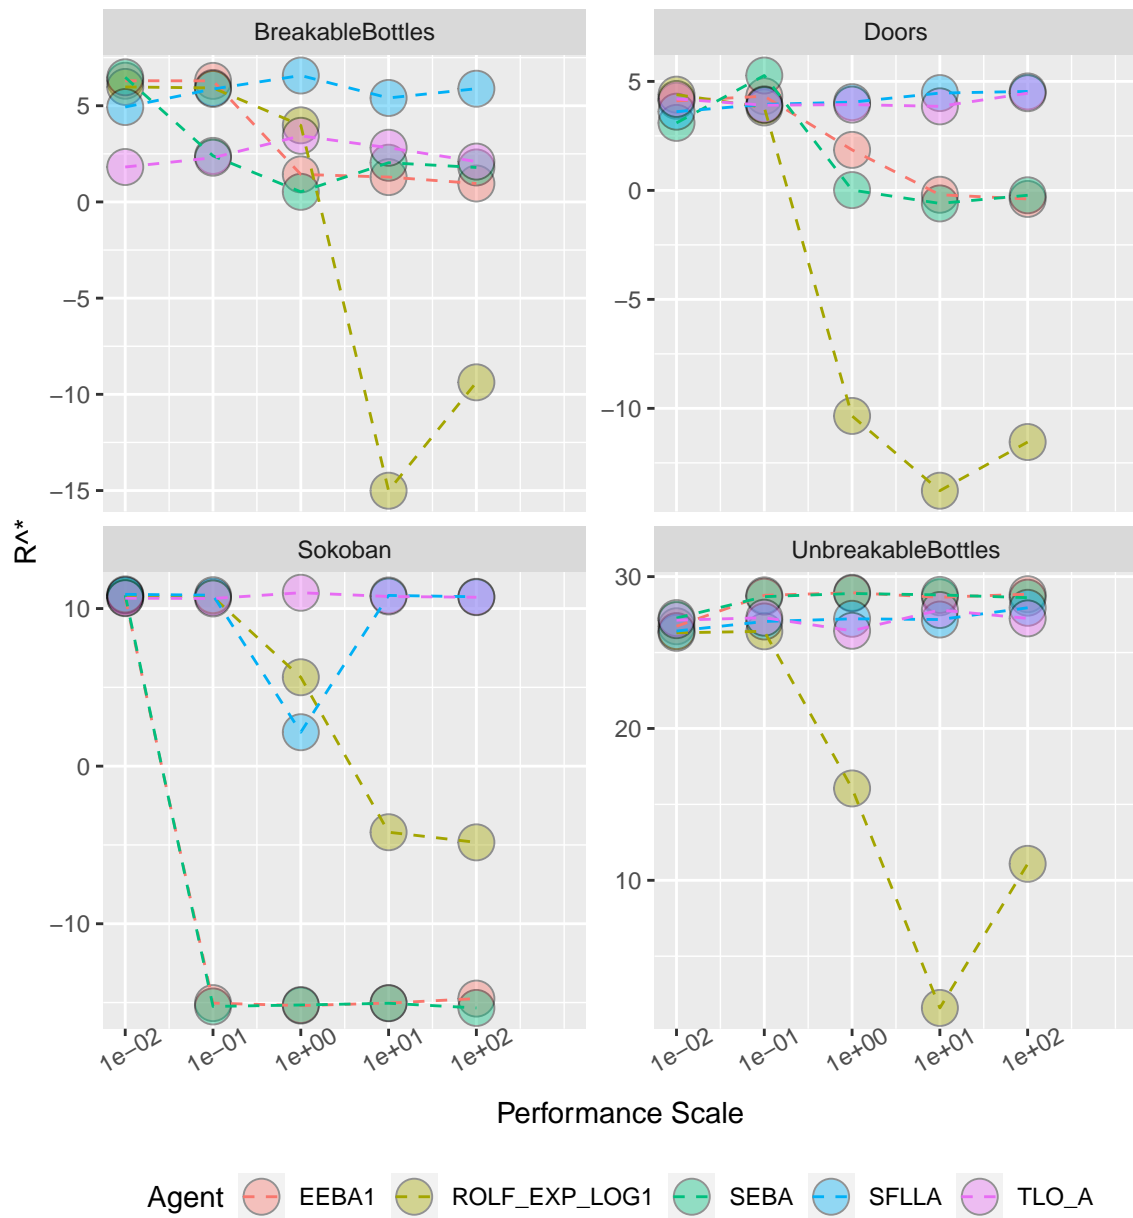 BreakableBottles
Doors
5
0
−5
−10
−15
5
0
−5
−10
R^*
Sokoban
UnbreakableBottles
10
0
−10
30
20
10
1e−02
1e−01
1e+00
1e+01
1e+02
1e−02
1e−01
1e+00
1e+01
1e+02
Performance Scale
Agent EEBA1 ROLF_EXP_LOG1 SEBA SFLLA TLO_A